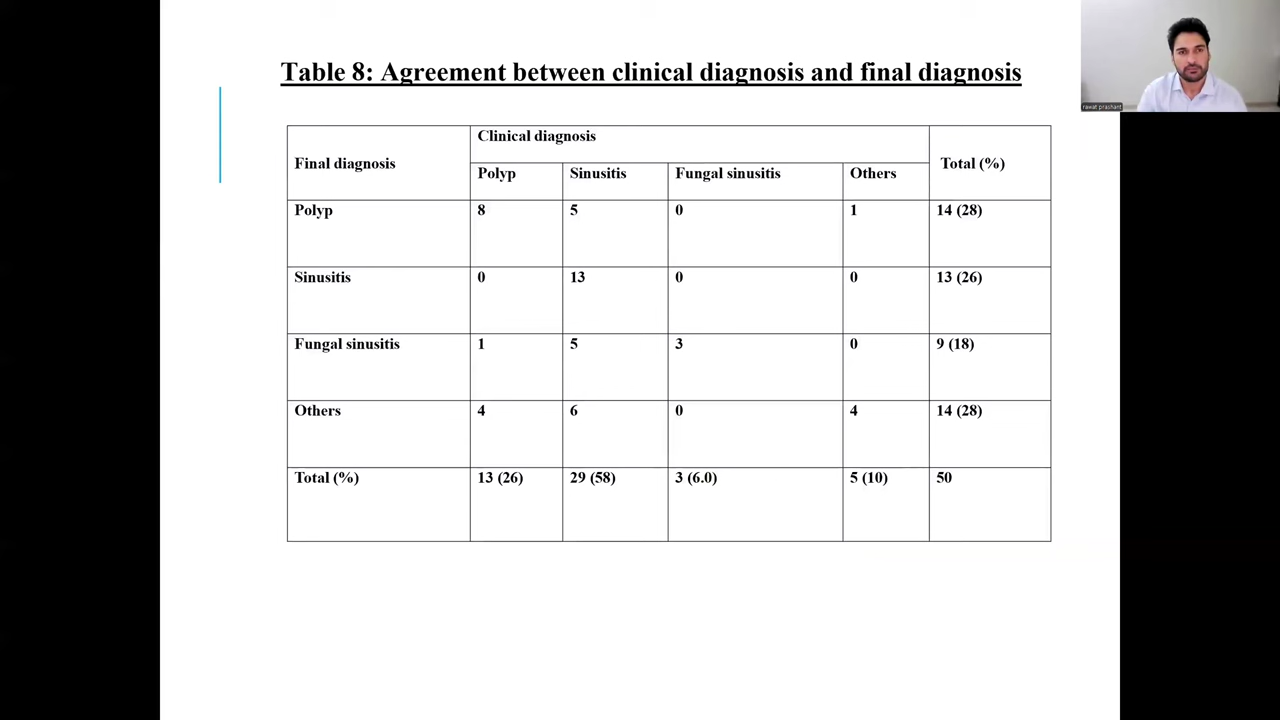 Table 8: Agreement between clinical diagnosis and final diagnosis
rawat prashant
Final diagnosis Clinical diagnosis Total (%)
Polyp Sinusitis Fungal sinusitis Others
Polyp 8 5 0 1 14 (28)
Sinusitis 0 13 0 0 13 (26)
Fungal sinusitis 1 5 3 0 9 (18)
Others 4 6 0 4 14 (28)
Total (%) 13 (26) 29 (58) 3 (6.0) 5 (10) 50